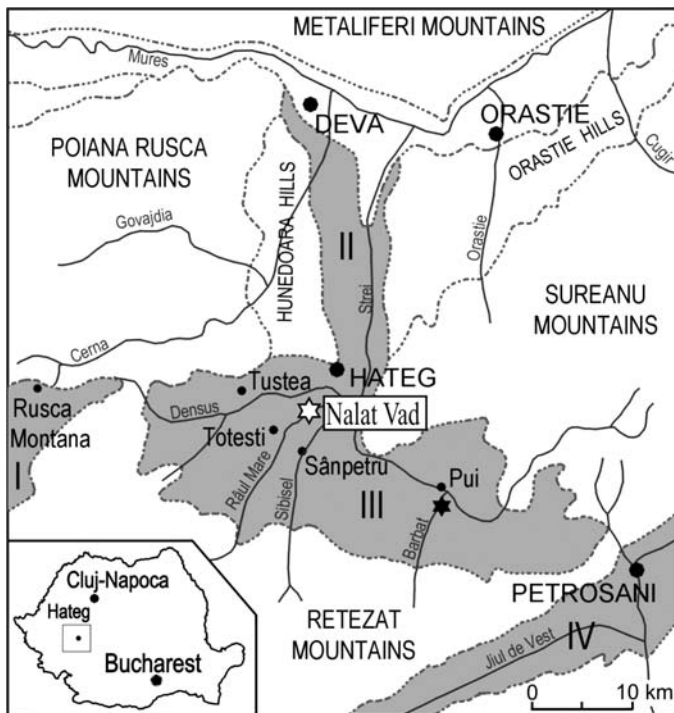 METALIFERI MOUNTAINS
Mures
DEVA
ORASTIE
ORASTIE HILLS
Cugir
POIANA RUSCA
MOUNTAINS
HUNEDOARA HILLS
Govajdia
II
Strei
Orastie
SUREANU
MOUNTAINS
Cerna
HATEG
Tustea
Rusca
Montana
Densus
Nalat Vad
Totesti
I
Râul Mare
Sânpetru
Sibisel
III
Pui
Barbat
Cluj-Napoca
Hateg
Bucharest
RETEZAT
MOUNTAINS
PETROSANI
IV
Jiul de Vest
0 10 km